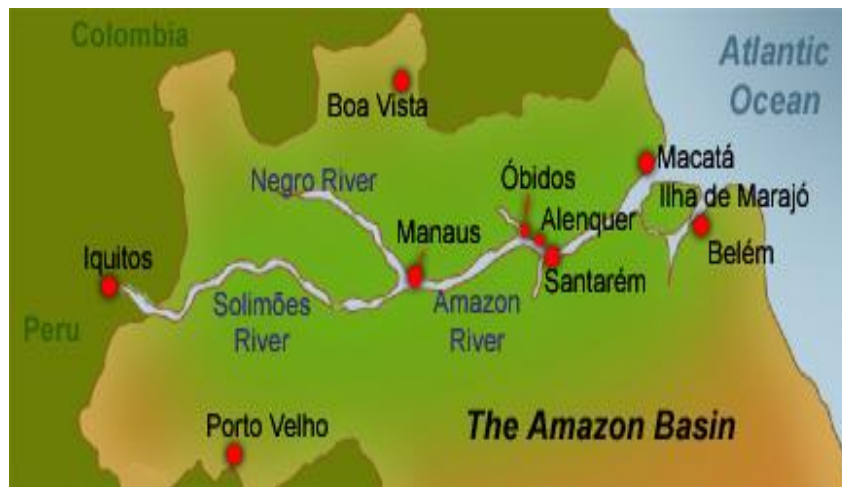 Colombia
Atlantic
Ocean
Boa Vista
Macatá
Óbidos
Negro River
Ilha de Marajó
Alenquer
Manaus
Belém
Iquitos
Santarém
Solimões
River
Amazon
River
Peru
Porto Velho
The Amazon Basin